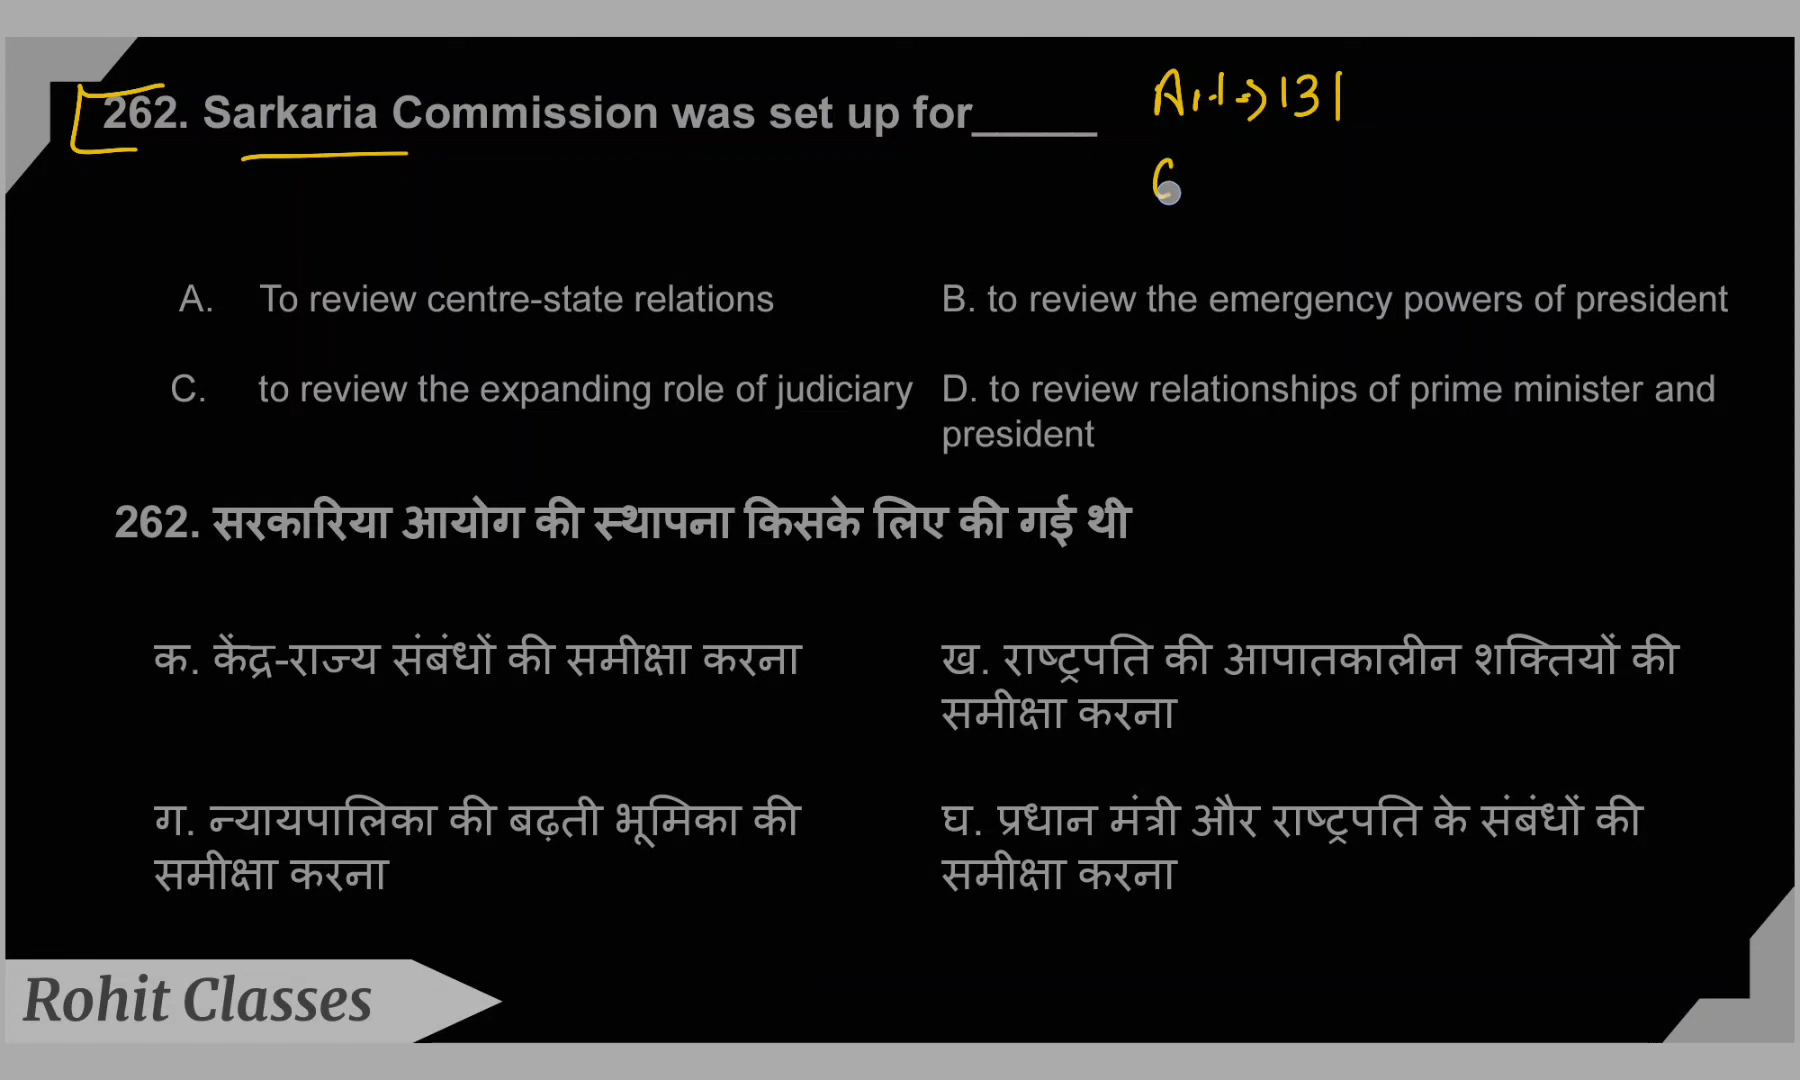 262. Sarkaria Commission was set up for_____
Art → 131
A. To review centre-state relations
B. to review the emergency powers of president
C. to review the expanding role of judiciary
D. to review relationships of prime minister and
president
262. सरकारिया आयोग की स्थापना किसके लिए की गई थी
क. केंद्र-राज्य संबंधों की समीक्षा करना
ख. राष्ट्रपति की आपातकालीन शक्तियों की
समीक्षा करना
ग. न्यायपालिका की बढ़ती भूमिका की
समीक्षा करना
घ. प्रधान मंत्री और राष्ट्रपति के संबंधों की
समीक्षा करना
Rohit Classes